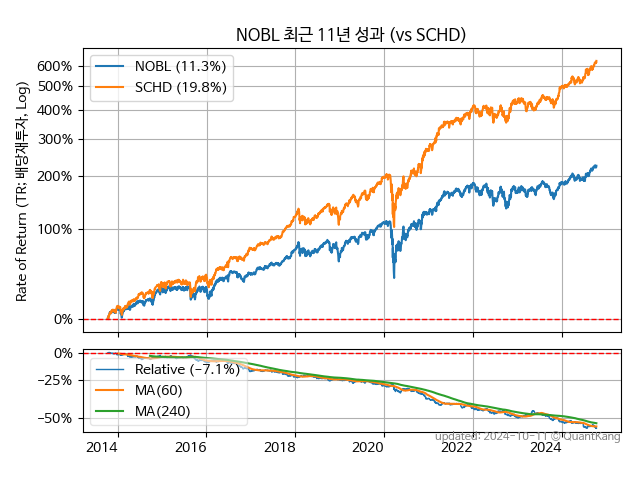 NOBL 최근 11년 성과 (vs SCHD)
Rate of Return (TR; 배당재투자, Log)
600%
500%
400%
300%
200%
100%
0%
NOBL (11.3%)
SCHD (19.8%)
0%
−25%
−50%
Relative (−7.1%)
MA(60)
MA(240)
2014 2016 2018 2020 2022 2024
updated: 2024-10-11 © QuantKang